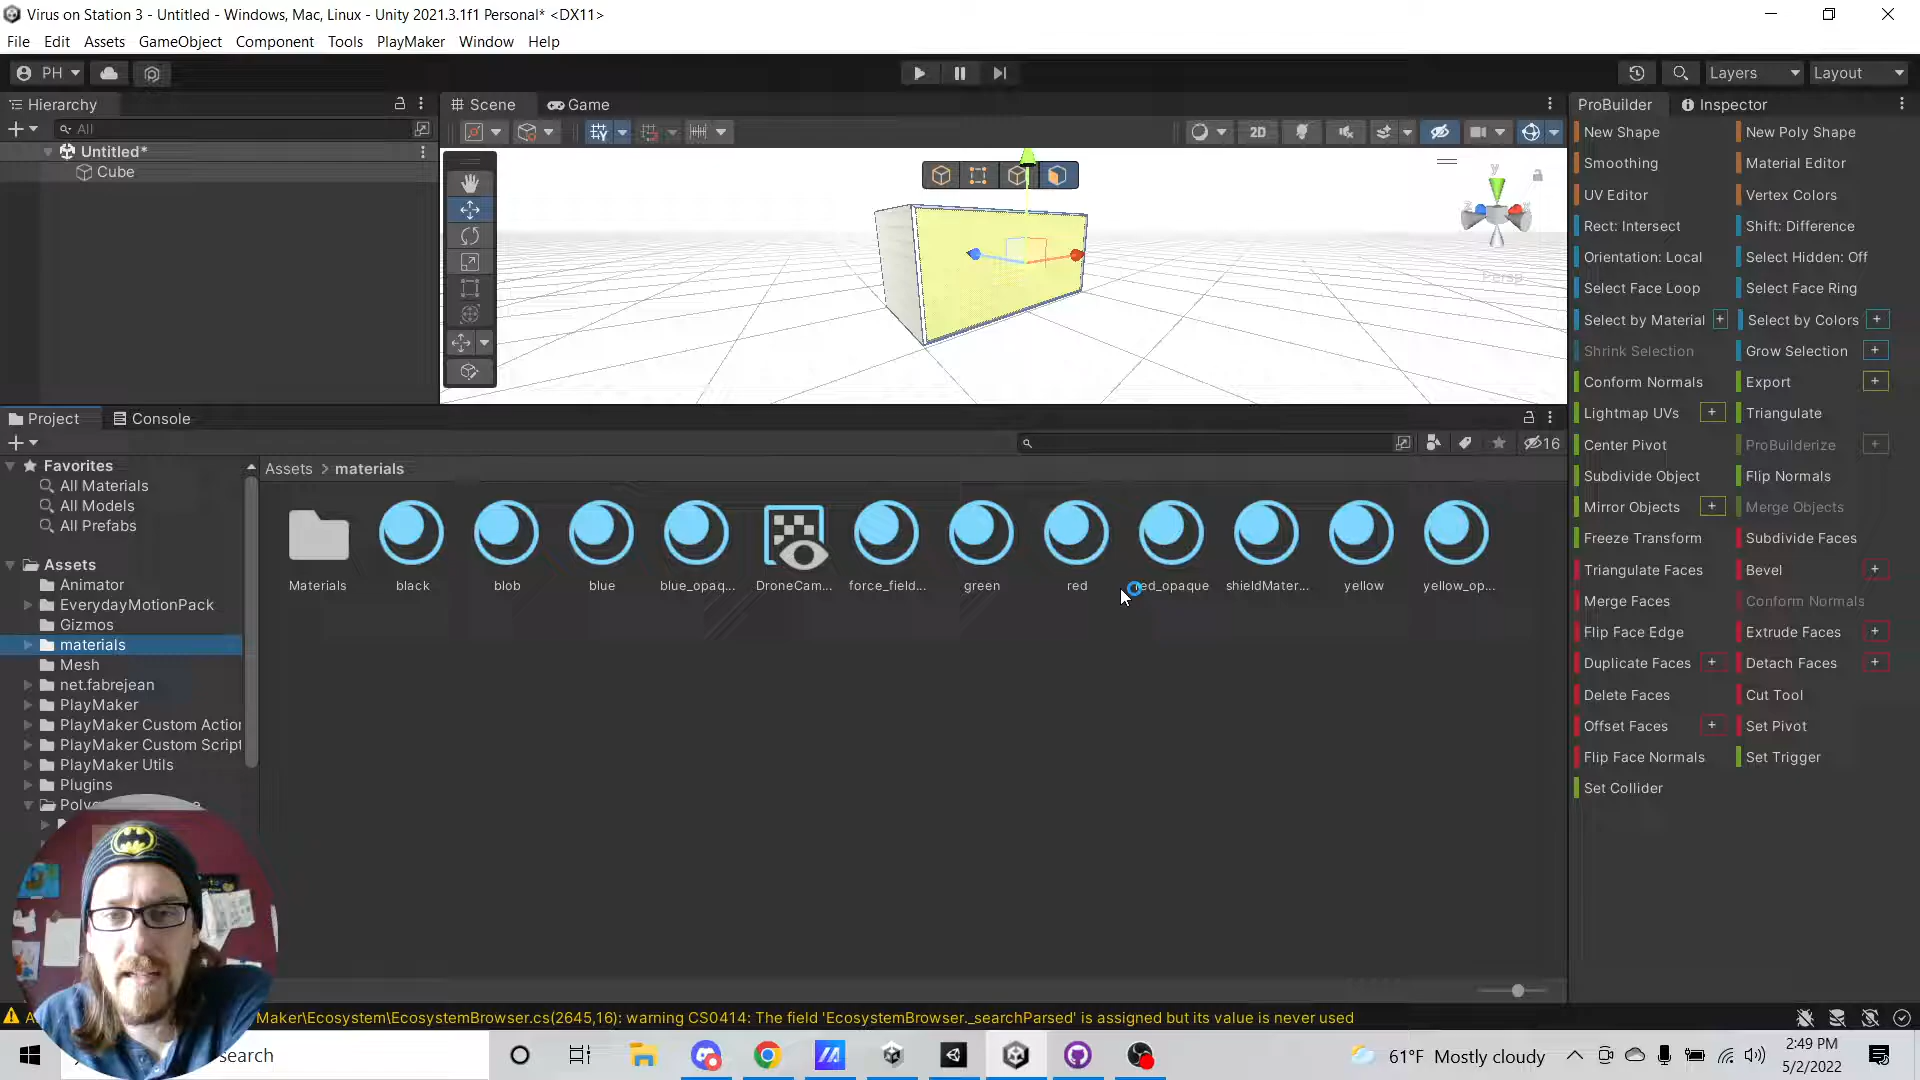 Virus on Station 3 - Untitled - Windows, Mac, Linux - Unity 2021.3.1f1 Personal* <DX11>
File Edit Assets GameObject Component Tools PlayMaker Window Help
PH Layers Layout
Hierarchy Scene Game ProBuilder Inspector
All 2D
Untitled*
Cube
y
Persp
New Shape New Poly Shape
Smoothing Material Editor
UV Editor Vertex Colors
Rect: Intersect Shift: Difference
Orientation: Local Select Hidden: Off
Select Face Loop Select Face Ring
Select by Material + Select by Colors +
Shrink Selection Grow Selection +
Conform Normals Export +
Lightmap UVs + Triangulate
Center Pivot ProBuilderize +
Subdivide Object Flip Normals
Mirror Objects + Merge Objects
Freeze Transform Subdivide Faces
Triangulate Faces Bevel +
Merge Faces Conform Normals
Flip Face Edge Extrude Faces +
Duplicate Faces + Detach Faces +
Delete Faces Cut Tool
Offset Faces + Set Pivot
Flip Face Normals Set Trigger
Set Collider
Project Console
16
Favorites
All Materials
All Models
All Prefabs
Assets
Animator
EverydayMotionPack
Gizmos
materials
Mesh
net.fabrejean
PlayMaker
PlayMaker Custom Action
PlayMaker Custom Script
PlayMaker Utils
Plugins
Assets > materials
Materials black blob blue blue_opaq... DroneCam... force_field... green red red_opaque shieldMater... yellow yellow_op...
Maker\Ecosystem\EcosystemBrowser.cs(2645,16): warning CS0414: The field 'EcosystemBrowser._searchParsed' is assigned but its value is never used
search
61°F Mostly cloudy
2:49 PM
5/2/2022